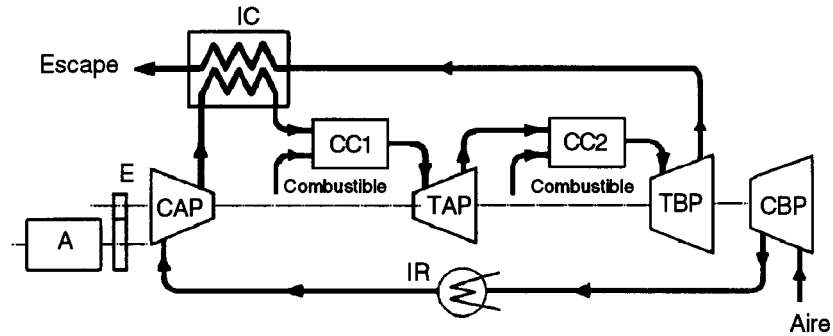 IC
Escape
CC1
CC2
Combustible
Combustible
E
CAP
TAP
TBP
CBP
A
IR
Aire